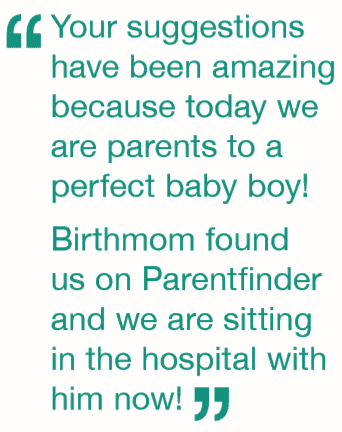 “Your suggestions
have been amazing
because today we
are parents to a
perfect baby boy!
Birthmom found
us on Parentfinder
and we are sitting
in the hospital with
him now!”